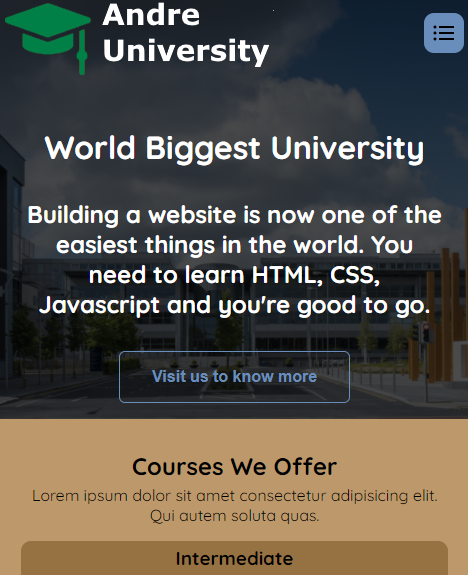 Andre
University
World Biggest University
Building a website is now one of the
easiest things in the world. You
need to learn HTML, CSS,
Javascript and you're good to go.
Visit us to know more
Courses We Offer
Lorem ipsum dolor sit amet consectetur adipisicing elit.
Qui autem soluta quas.
Intermediate